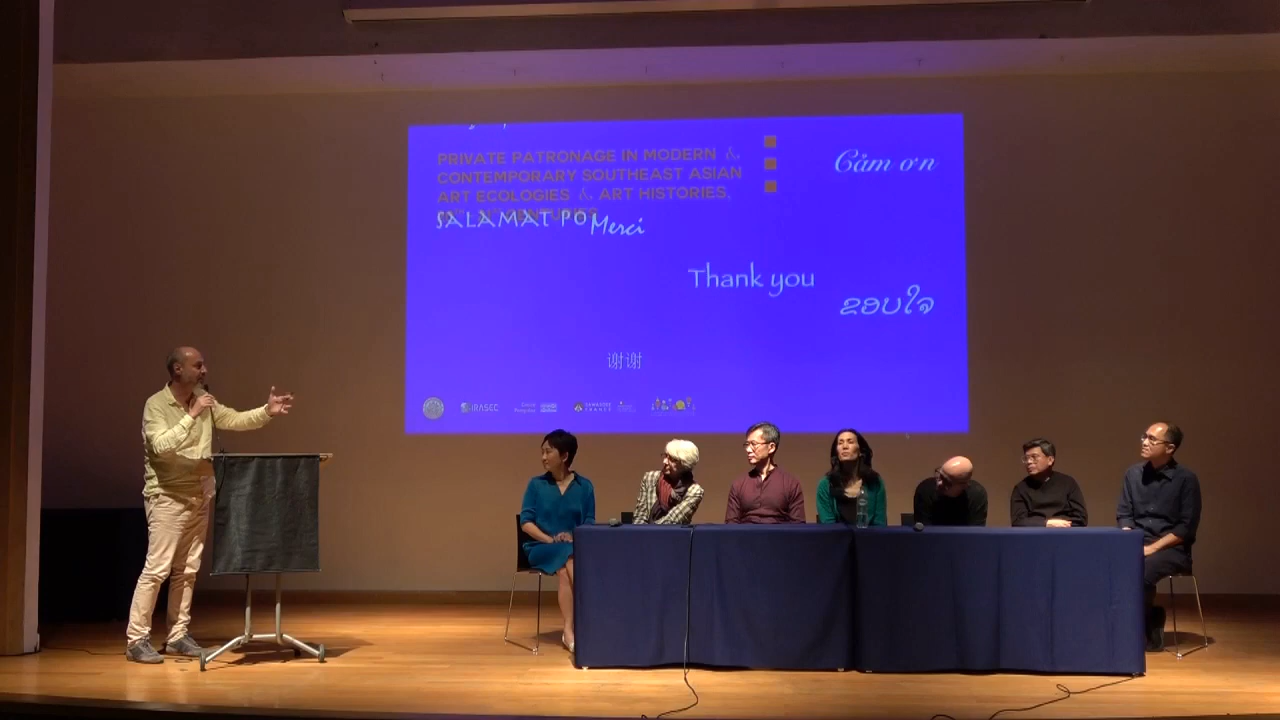 PRIVATE PATRONAGE IN MODERN &
CONTEMPORARY SOUTHEAST ASIAN
ART ECOLOGIES & ART HISTORIES,
CENTURIES
SALAMAT PO
Merci
Cảm ơn
Thank you
ຂອບໃຈ
谢谢
IRASEC